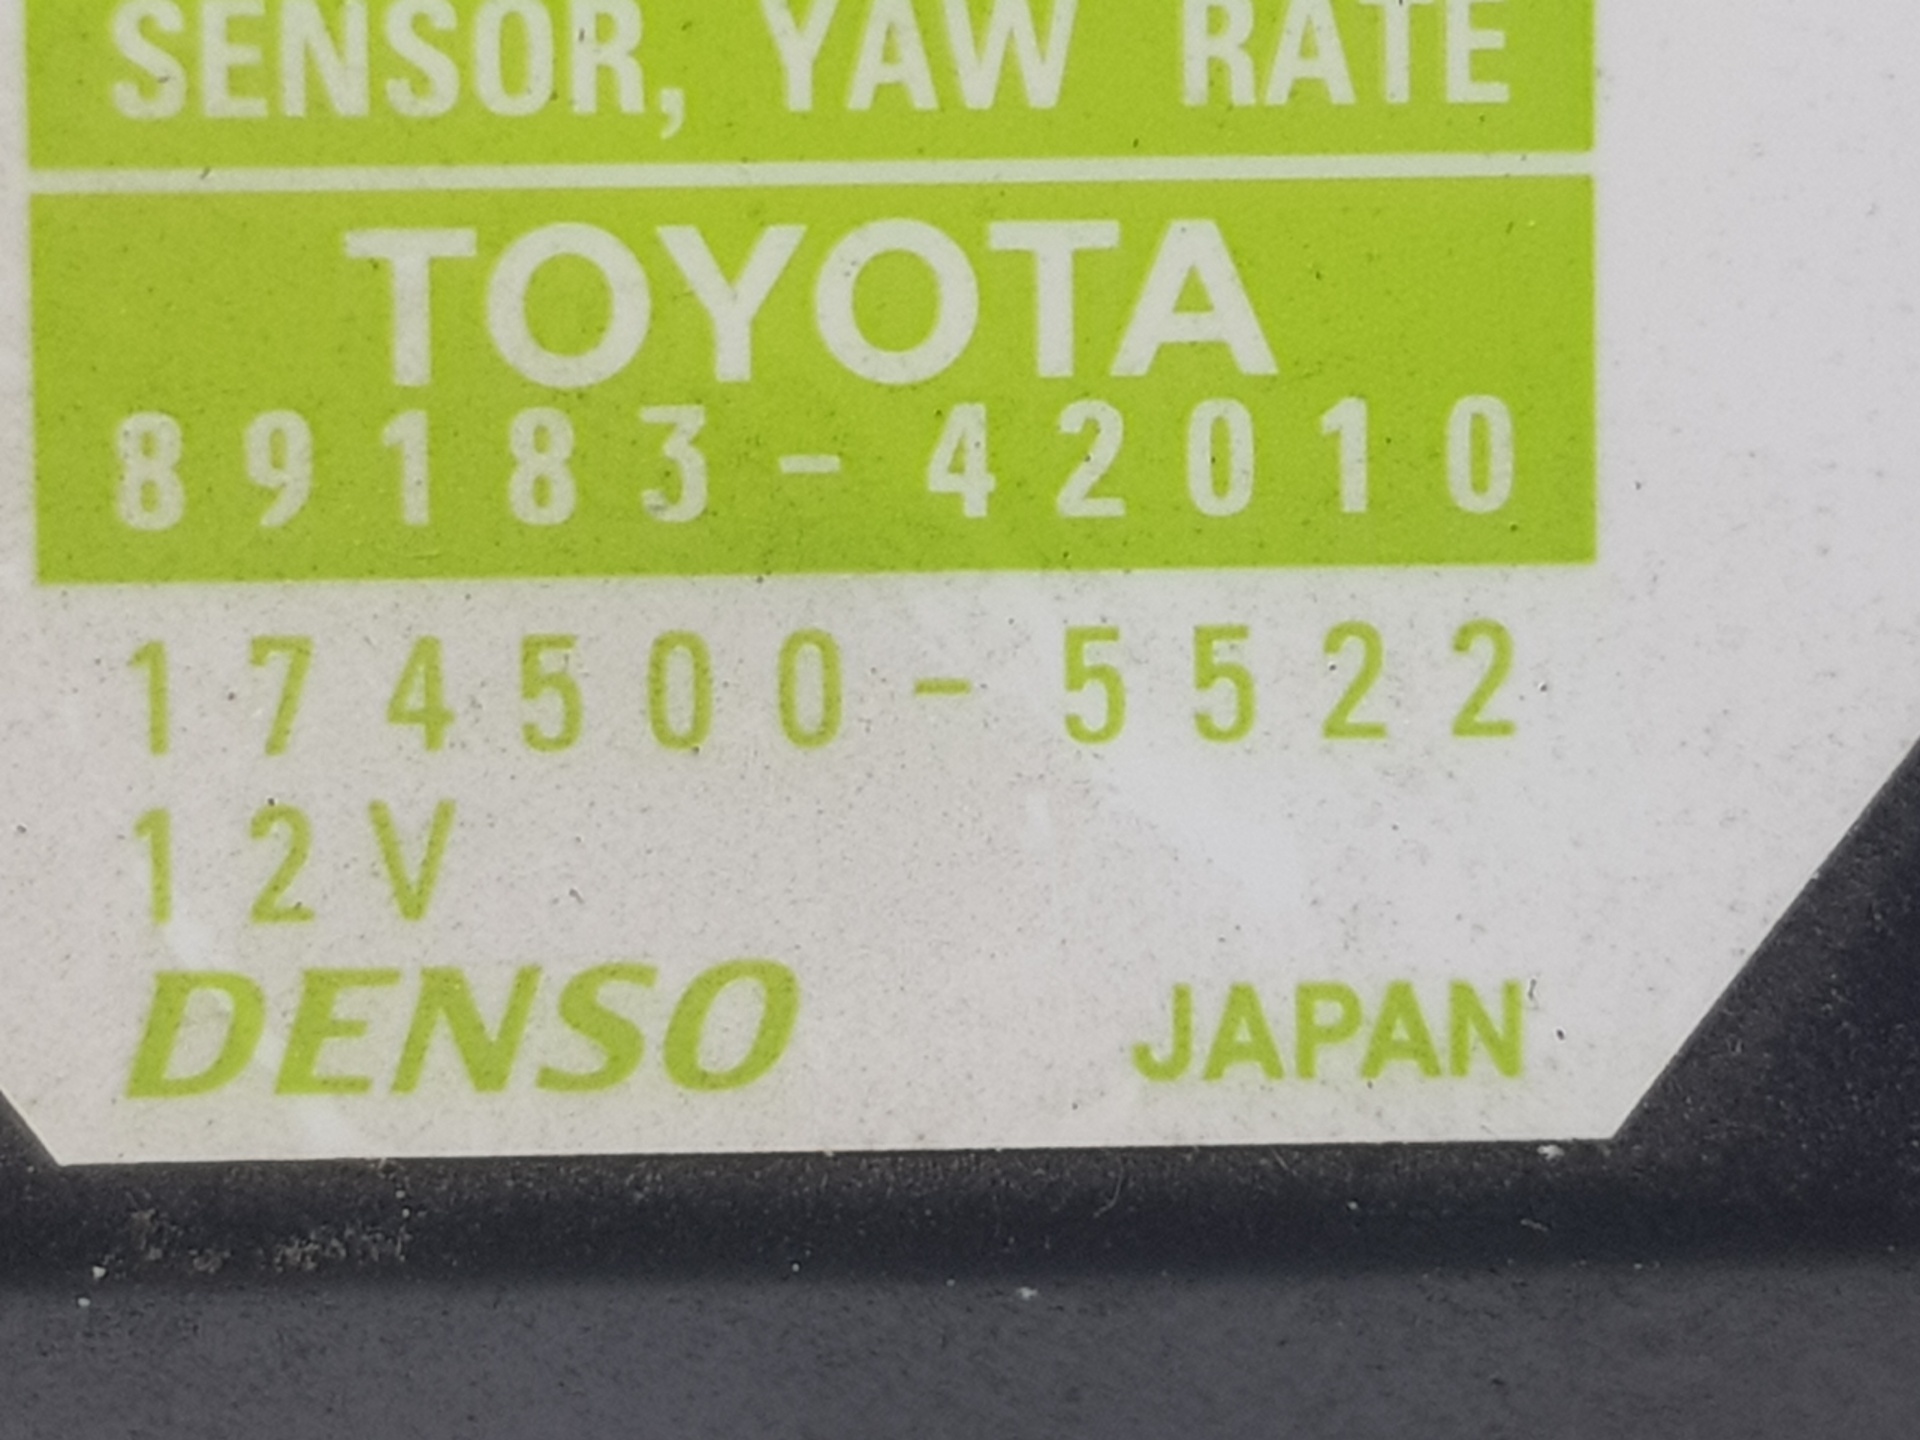 SENSOR, YAW RATE
TOYOTA
89183-42010
174500-5522
12V
DENSO JAPAN